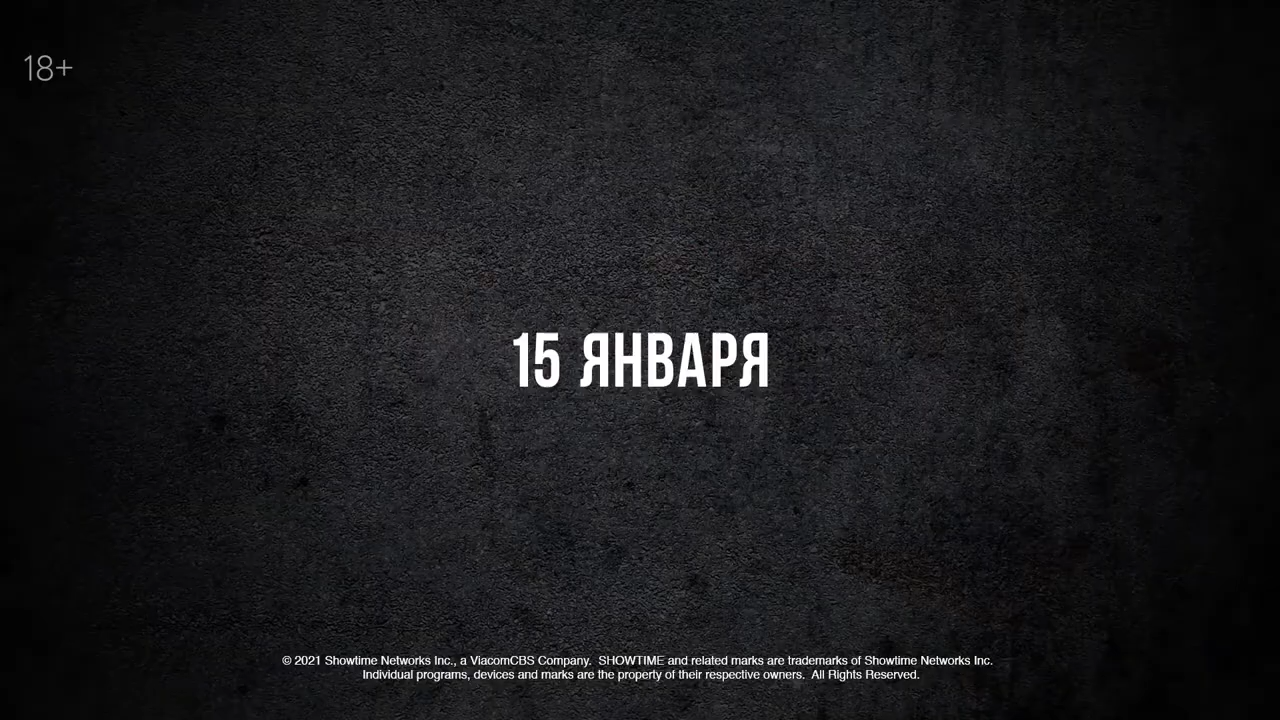 18+
15 ЯНВАРЯ
© 2021 Showtime Networks Inc., a ViacomCBS Company. SHOWTIME and related marks are trademarks of Showtime Networks Inc.
Individual programs, devices and marks are the property of their respective owners. All Rights Reserved.